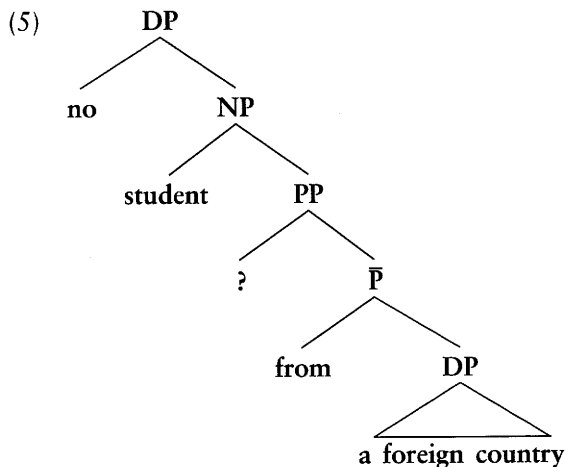 (5) DP
no NP
student PP
? P̅
from DP
a foreign country